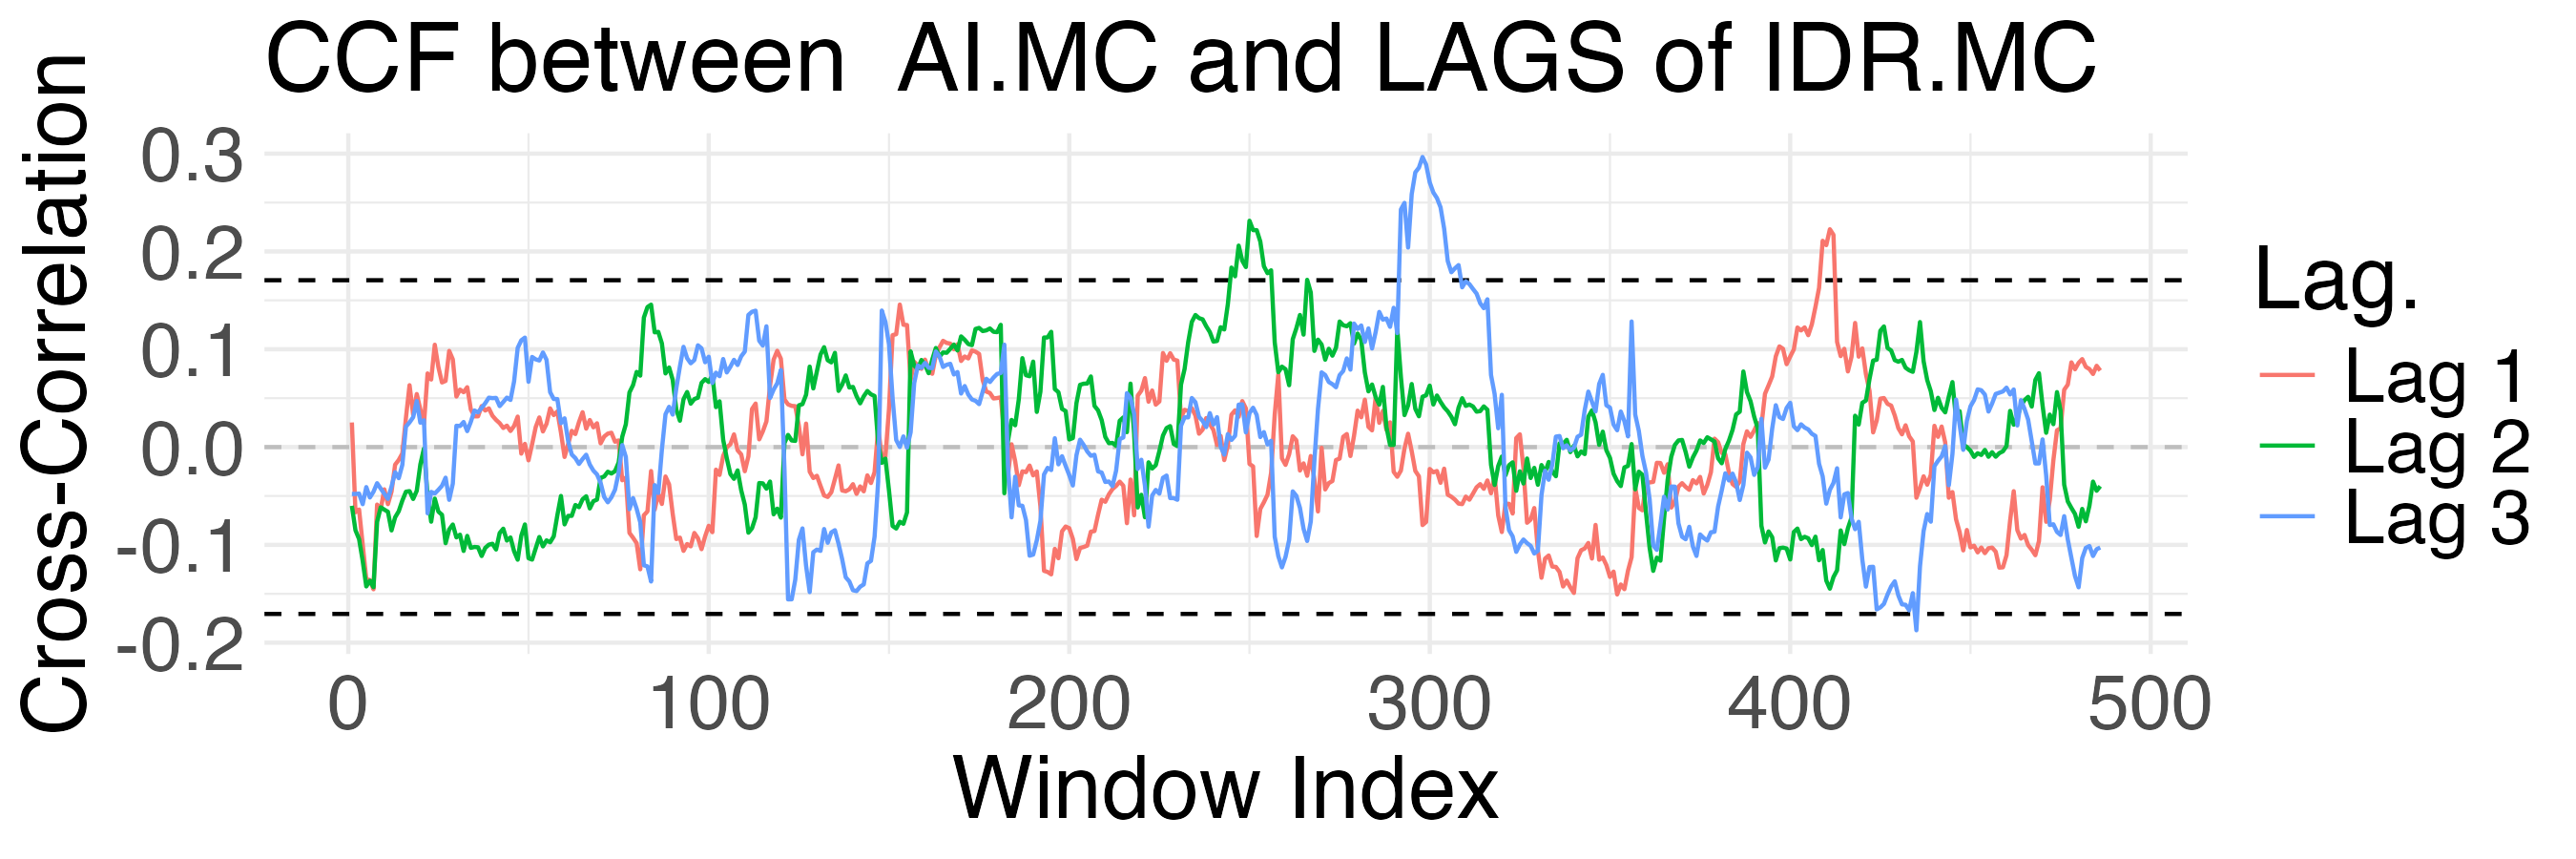 CCF between  AI.MC and LAGS of IDR.MC
Cross-Correlation
0.3
0.2
0.1
0.0
-0.1
-0.2
0 100 200 300 400 500
Window Index
Lag.
Lag 1
Lag 2
Lag 3